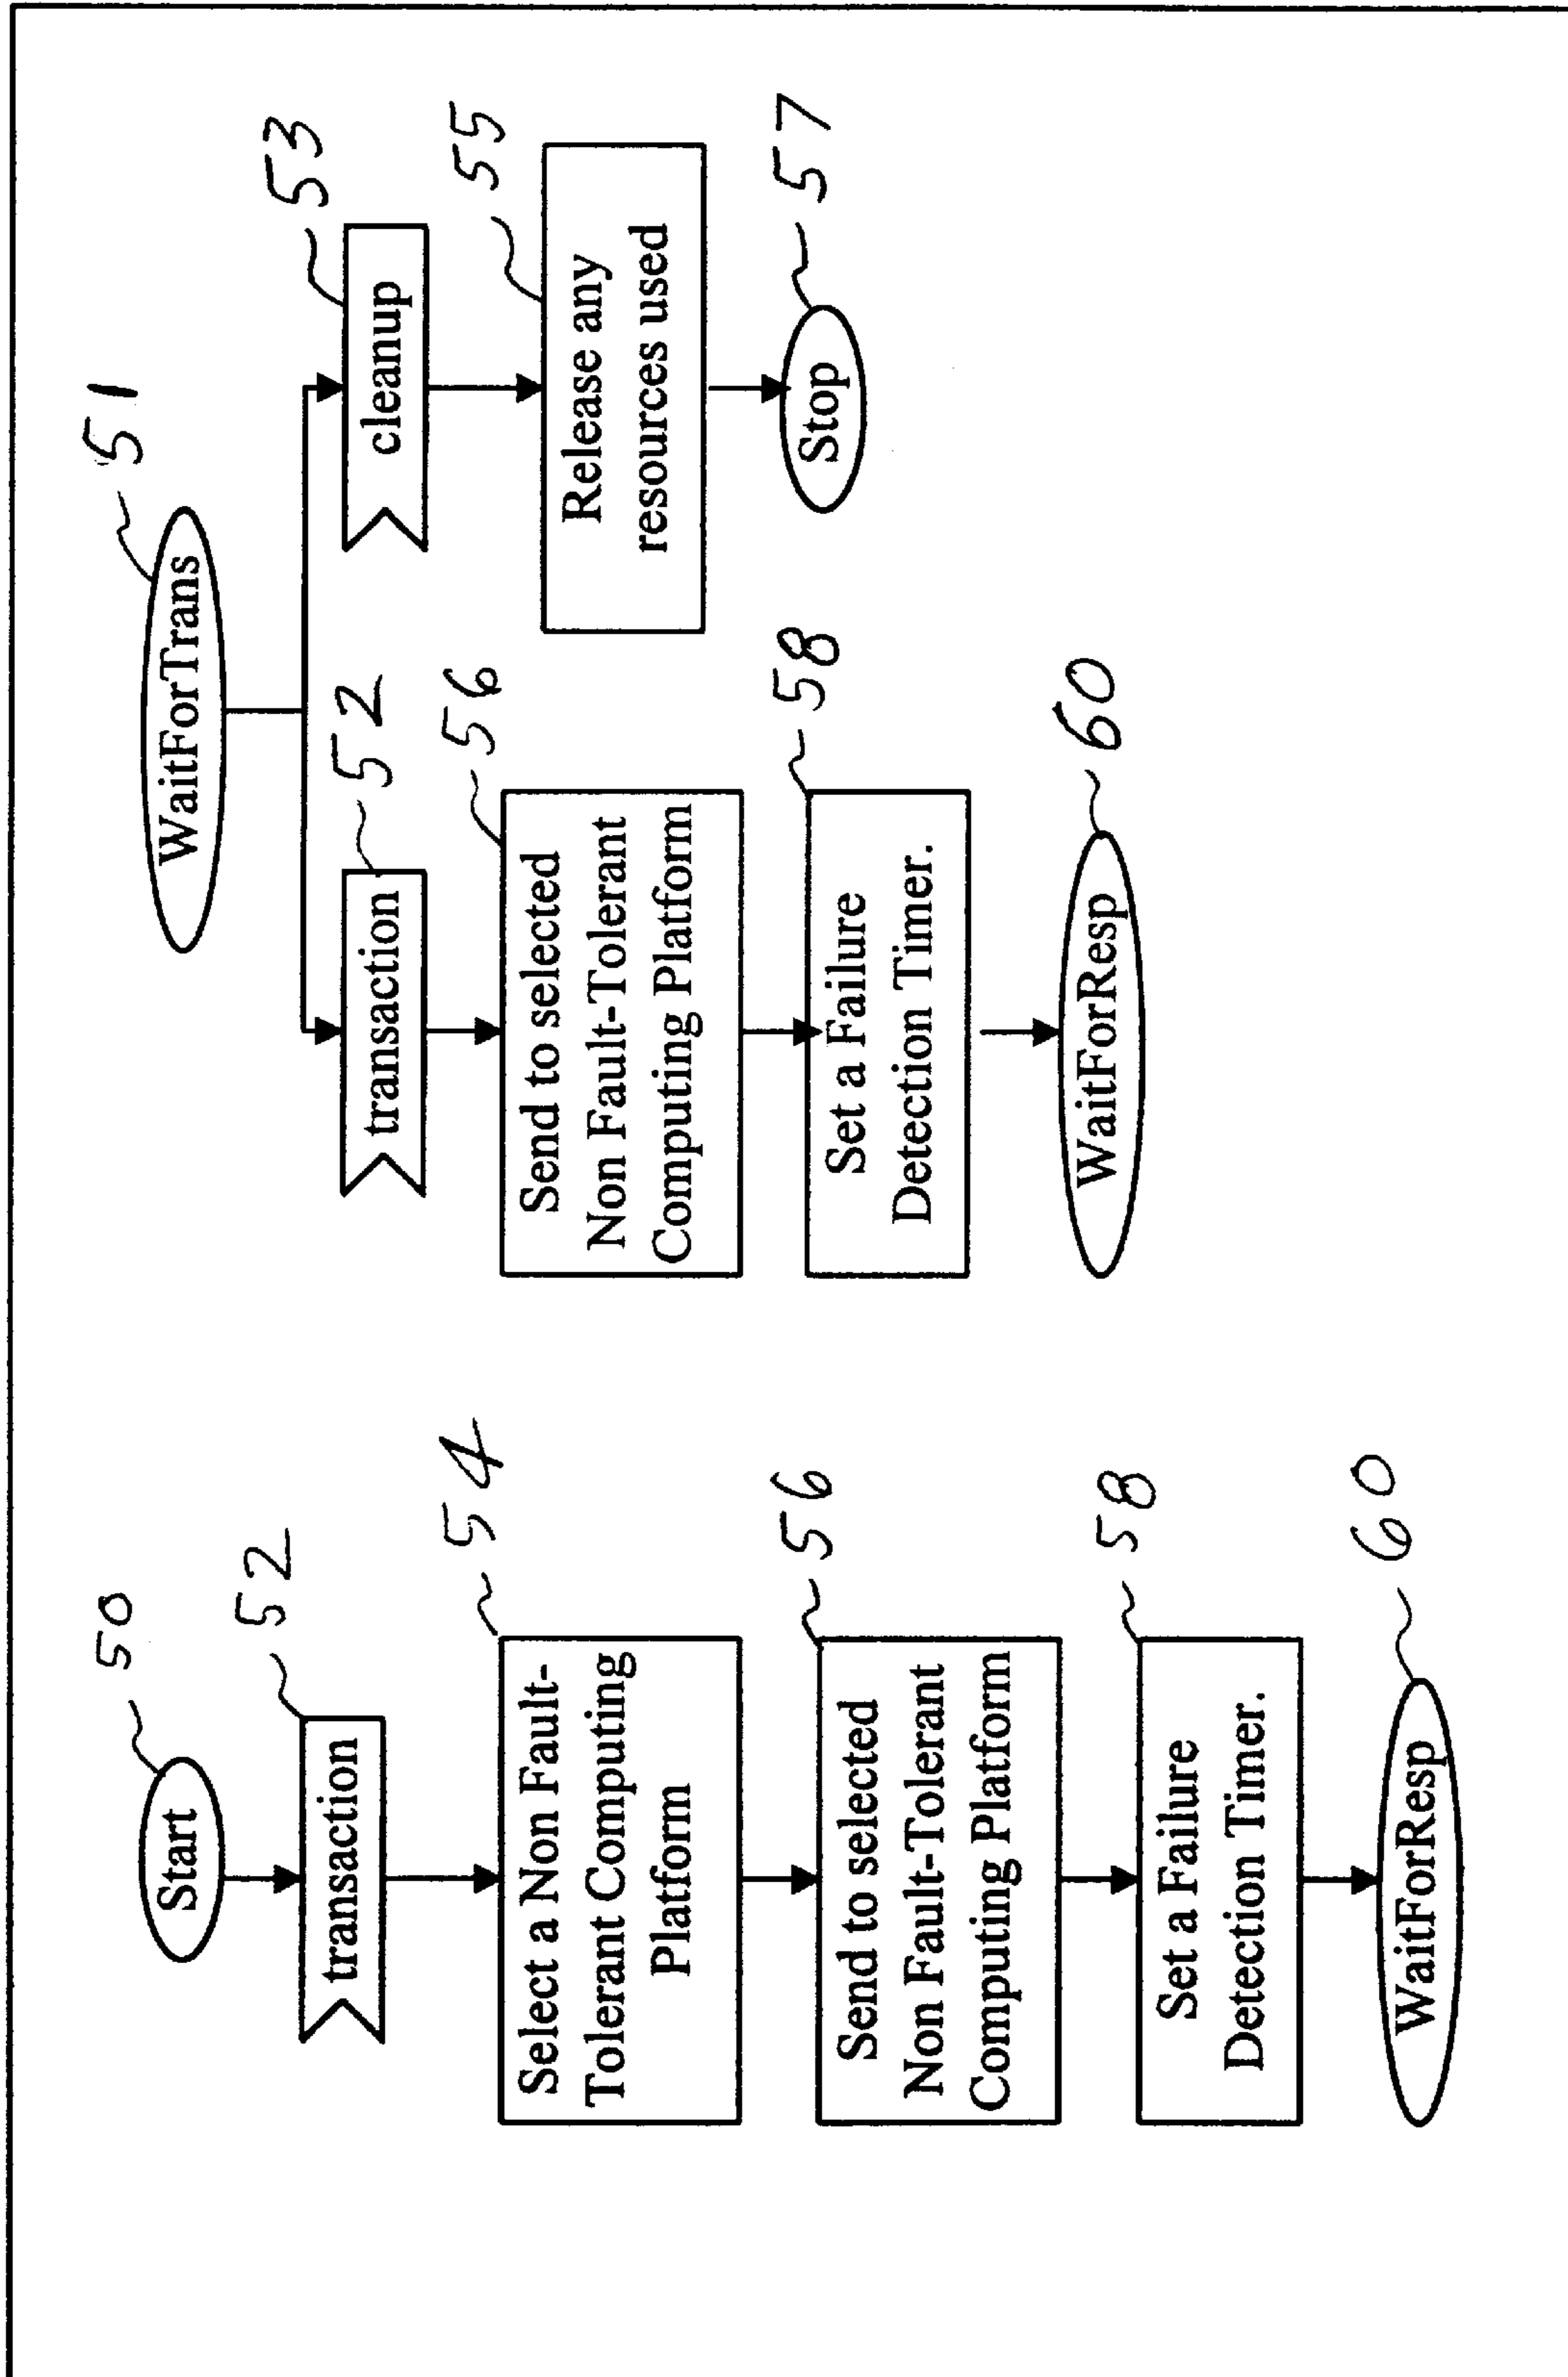 50
Start
52
transaction
54
Select a Non Fault-
Tolerant Computing
Platform
56
Send to selected
Non Fault-Tolerant
Computing Platform
58
Set a Failure
Detection Timer.
60
WaitForResp
51
WaitForTrans
52
transaction
56
Send to selected
Non Fault-Tolerant
Computing Platform
58
Set a Failure
Detection Timer.
60
WaitForResp
53
cleanup
55
Release any
resources used
57
Stop